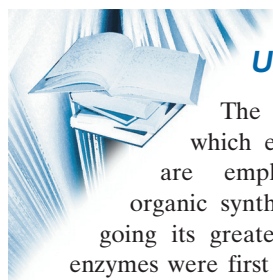 U
The
which e
are empl
organic synth
going its greate
enzymes were first